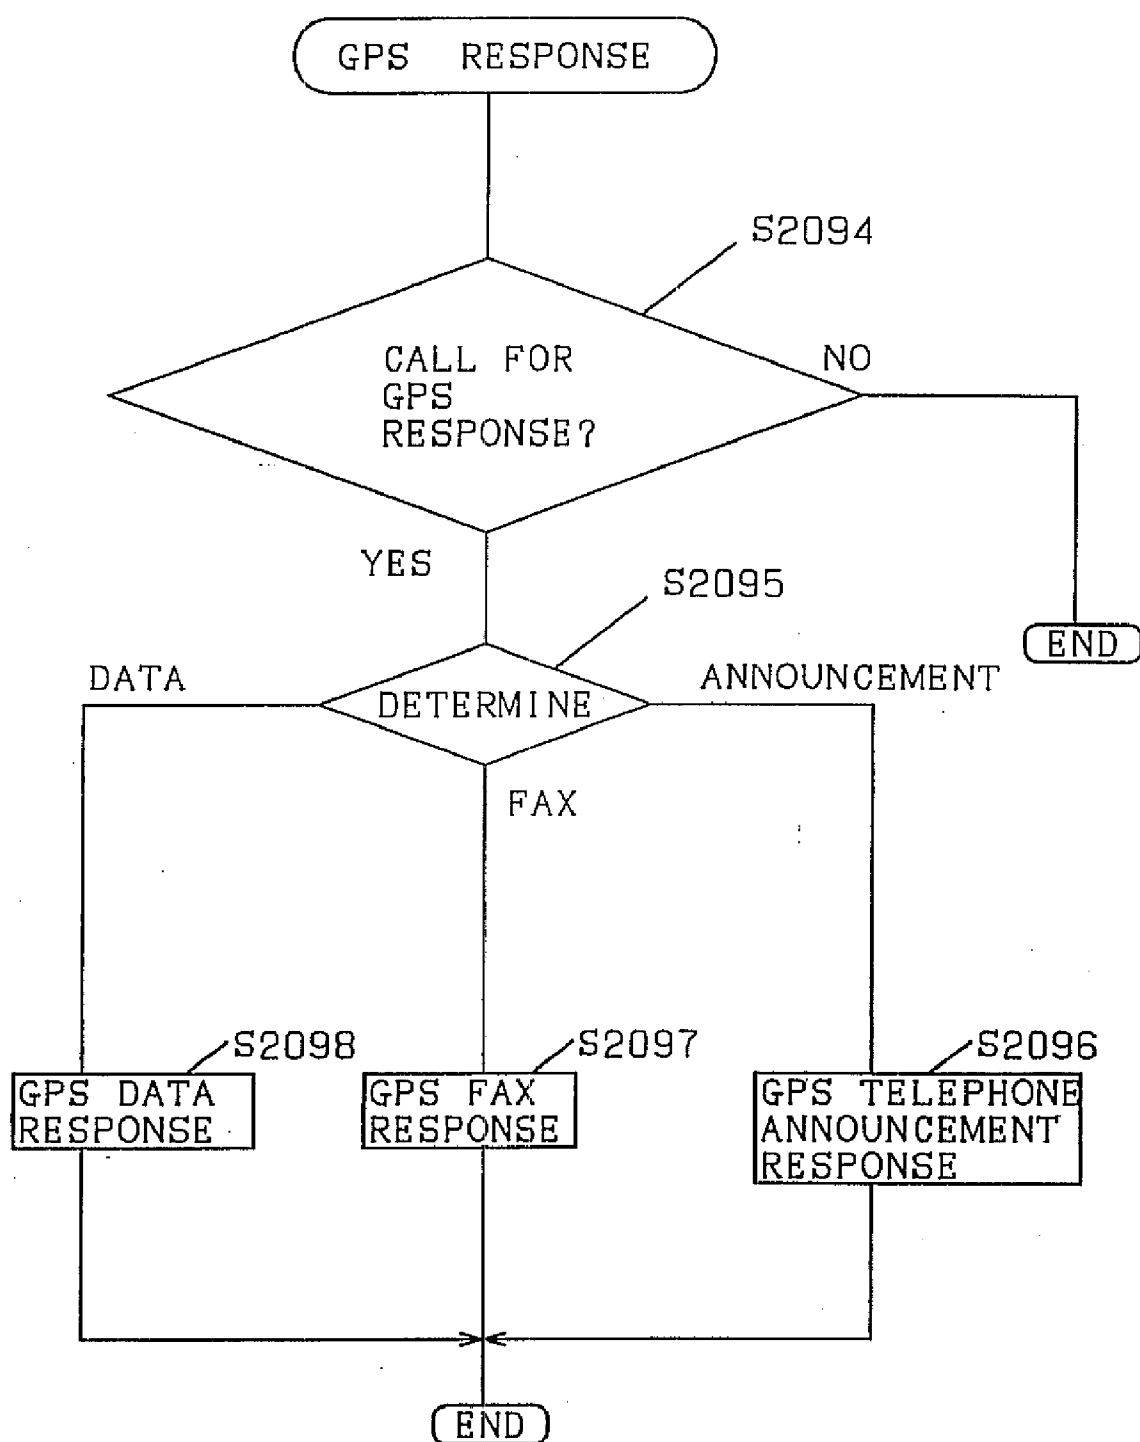 GPS RESPONSE
S2094
CALL FOR
GPS
RESPONSE?
NO
YES
S2095
END
DATA
DETERMINE
ANNOUNCEMENT
FAX
S2098
S2097
S2096
GPS DATA
RESPONSE
GPS FAX
RESPONSE
GPS TELEPHONE
ANNOUNCEMENT
RESPONSE
END